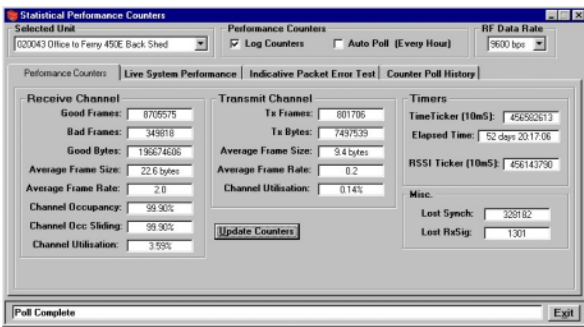 Statistical Performance Counters
Selected Unit
020043 Office to Ferny 450E Back Shed
Performance Counters
Log Counters
Auto Poll (Every Hour)
RF Data Rate
9600 bps
Performance Counters
Live System Performance
Indicative Packet Error Test
Counter Poll History
Receive Channel
Good Frames: 8705575
Bad Frames: 349818
Good Bytes: 196674606
Average Frame Size: 22.6 bytes
Average Frame Rate: 2.0
Channel Occupancy: 99.90%
Channel Occ Sliding: 99.90%
Channel Utilisation: 3.59%
Transmit Channel
Tx Frames: 801706
Tx Bytes: 7497539
Average Frame Size: 9.4 bytes
Average Frame Rate: 0.2
Channel Utilisation: 0.14%
Update Counters
Timers
TimeTicker (10mS): 456582613
Elapsed Time: 52 days 20:17:06
RSSI Ticker (10mS): 456143790
Misc.
Lost Synch: 328182
Lost RxSig: 1301
Poll Complete
Exit